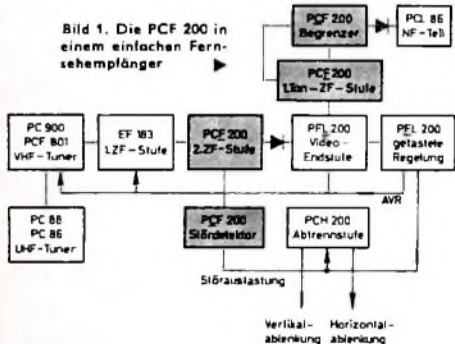 Bild 1. Die PCF 200 in
einem einfachen Fern-
sehempfänger
PCF 200
Begrenzer
PCL 86
NF-Teil
PCF 200
1.Ton-ZF-Stufe
PC 900
PCF 801
VHF-Tuner
EF 183
1.ZF-Stufe
PCF 200
2.ZF-Stufe
PFL 200
Video-
Endstufe
PFL 200
getastete
Regelung
AVR
PC 88
PC 86
UHF-Tuner
PCF 200
Stördetektor
PCH 200
Abtrennstufe
Störaustastung
Vertikal-
ablenkung
Horizontal-
ablenkung